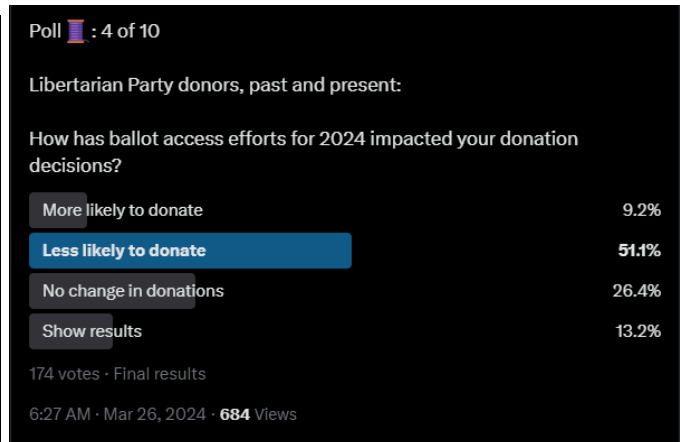 Poll 🧵 : 4 of 10
Libertarian Party donors, past and present:
How has ballot access efforts for 2024 impacted your donation
decisions?
More likely to donate 9.2%
Less likely to donate 51.1%
No change in donations 26.4%
Show results 13.2%
174 votes · Final results
6:27 AM · Mar 26, 2024 · 684 Views